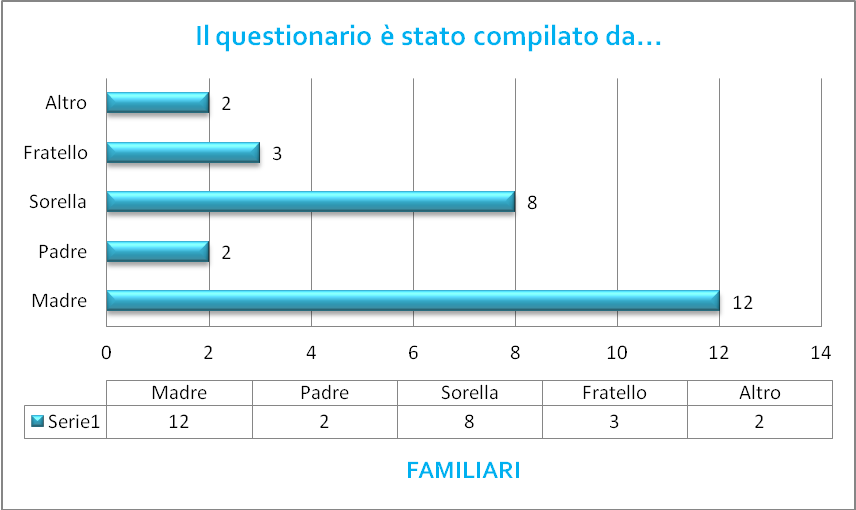 Il questionario è stato compilato da...
Altro 2
Fratello 3
Sorella 8
Padre 2
Madre 12
0 2 4 6 8 10 12 14
Madre Padre Sorella Fratello Altro
Serie1 12 2 8 3 2
FAMILIARI